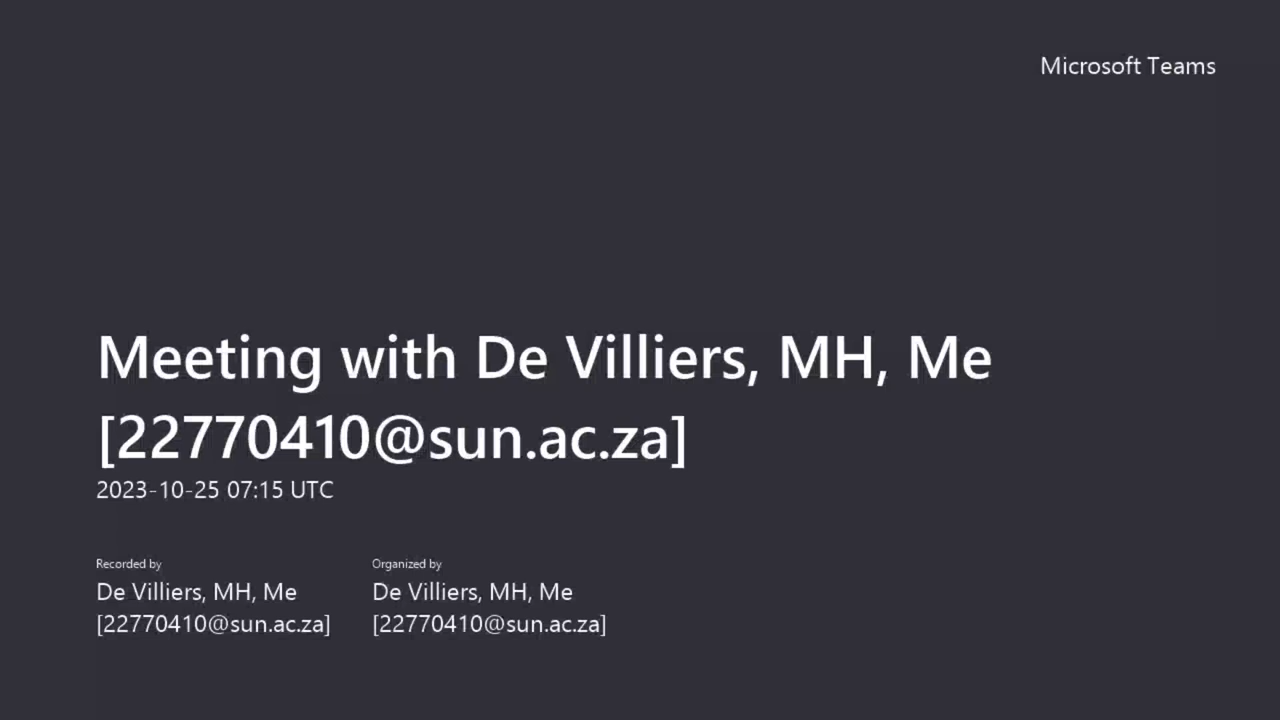 Microsoft Teams
Meeting with De Villiers, MH, Me
[22770410@sun.ac.za]
2023-10-25 07:15 UTC
Recorded by
De Villiers, MH, Me
[22770410@sun.ac.za]
Organized by
De Villiers, MH, Me
[22770410@sun.ac.za]